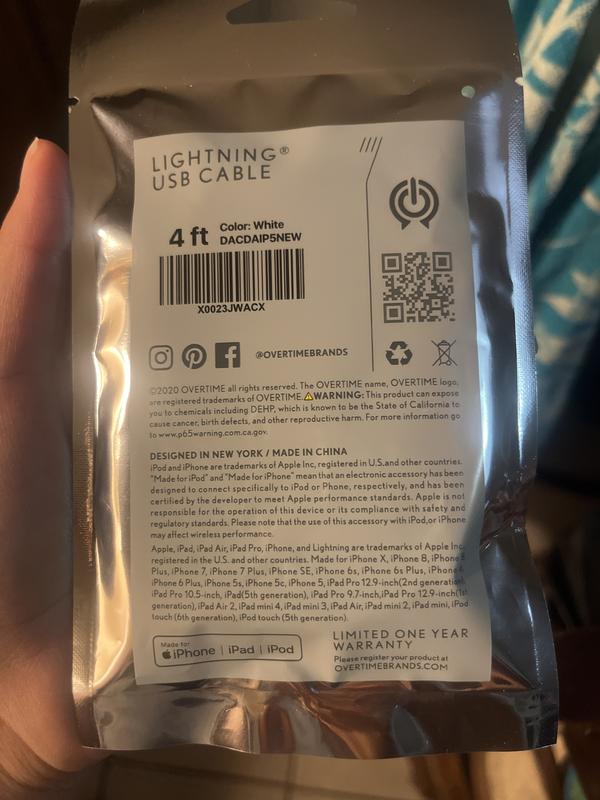 LIGHTNING®
USB CABLE
4 ft
Color: White
DACDAIP5NEW
X0023JWACX
@OVERTIMEBRANDS
©2020 OVERTIME all rights reserved. The OVERTIME name, OVERTIME logo,
are registered trademarks of OVERTIME.⚠WARNING: This product can expose
you to chemicals including DEHP, which is known to be the State of California to
cause cancer, birth defects, and other reproductive harm. For more information go
to www.p65warning.com.ca.gov.
DESIGNED IN NEW YORK / MADE IN CHINA
iPod and iPhone are trademarks of Apple Inc, registered in U.S.and other countries.
"Made for iPod" and "Made for iPhone" mean that an electronic accessory has been
designed to connect specifically to iPod or Phone, respectively, and has been
certified by the developer to meet Apple performance standards. Apple is not
responsible for the operation of this device or its compliance with safety and
regulatory standards. Please note that the use of this accessory with iPod,or iPhone
may affect wireless performance.
Apple, iPad, iPad Air, iPad Pro, iPhone, and Lightning are trademarks of Apple Inc.
registered in the U.S. and other countries. Made for iPhone X, iPhone 8, iPhone 8
Plus, iPhone 7, iPhone 7 Plus, iPhone SE, iPhone 6s, iPhone 6s Plus, iPhone 6,
iPhone 6 Plus, iPhone 5s, iPhone 5c, iPhone 5, iPad Pro 12.9-inch(2nd generation)
iPad Pro 10.5-inch, iPad(5th generation), iPad Pro 9.7-inch,iPad Pro 12.9-inch(1st
generation), iPad Air 2, iPad mini 4, iPad mini 3, iPad Air, iPad mini 2, iPad mini, iPod
touch (6th generation), iPod touch (5th generation).
Made for
iPhone | iPad | iPod
LIMITED ONE YEAR
WARRANTY
Please register your product at
OVERTIMEBRANDS.COM